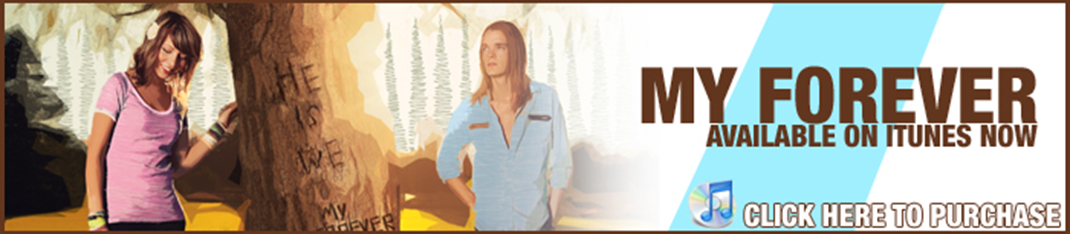 HE
IS
WE
MY
FOREVER
MY FOREVER
AVAILABLE ON ITUNES NOW
CLICK HERE TO PURCHASE